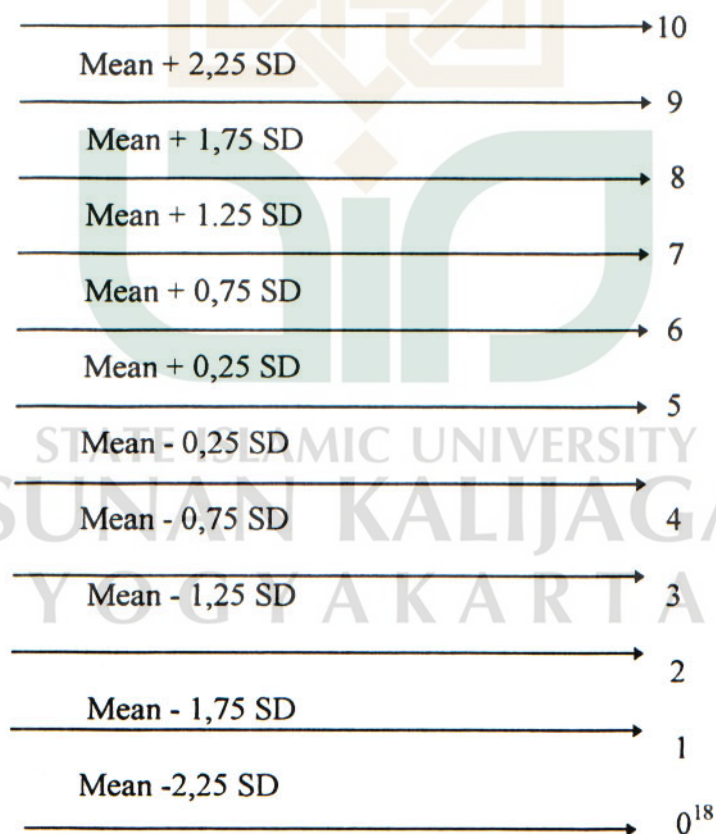 10
Mean + 2,25 SD
9
Mean + 1,75 SD
8
Mean + 1.25 SD
7
Mean + 0,75 SD
6
Mean + 0,25 SD
5
Mean - 0,25 SD
STATE ISLAMIC UNIVERSITY
SUNAN KALIJAGA
Mean - 0,75 SD 4
Mean - 1,25 SD 3
YOGYAKARTA
2
Mean - 1,75 SD
1
Mean -2,25 SD
0¹⁸